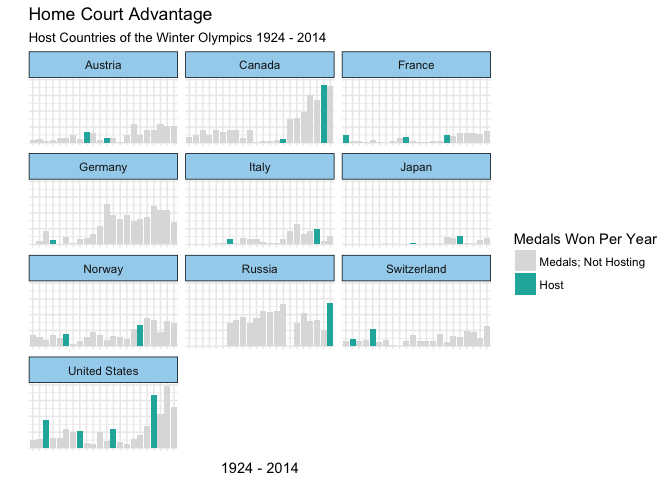 Home Court Advantage
Host Countries of the Winter Olympics 1924 - 2014
Austria
Canada
France
Germany
Italy
Japan
Norway
Russia
Switzerland
United States
1924 - 2014
Medals Won Per Year
Medals; Not Hosting
Host